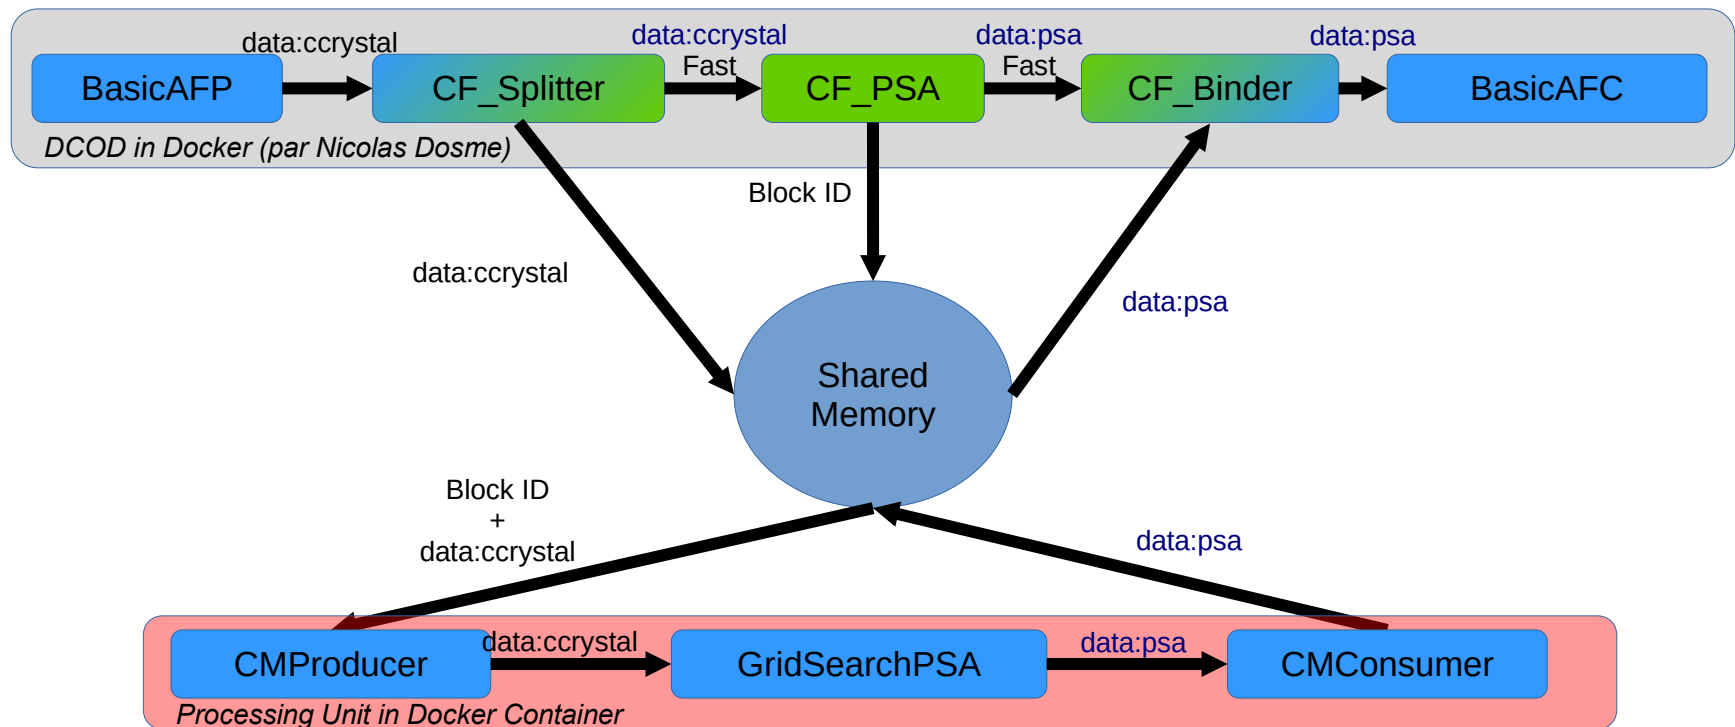 data:ccrystal
data:ccrystal
Fast
data:psa
Fast
data:psa
BasicAFP
CF_Splitter
CF_PSA
CF_Binder
BasicAFC
DCOD in Docker (par Nicolas Dosme)
Block ID
data:ccrystal
data:psa
Shared
Memory
Block ID
+
data:ccrystal
data:psa
CMProducer
data:ccrystal
GridSearchPSA
data:psa
CMConsumer
Processing Unit in Docker Container